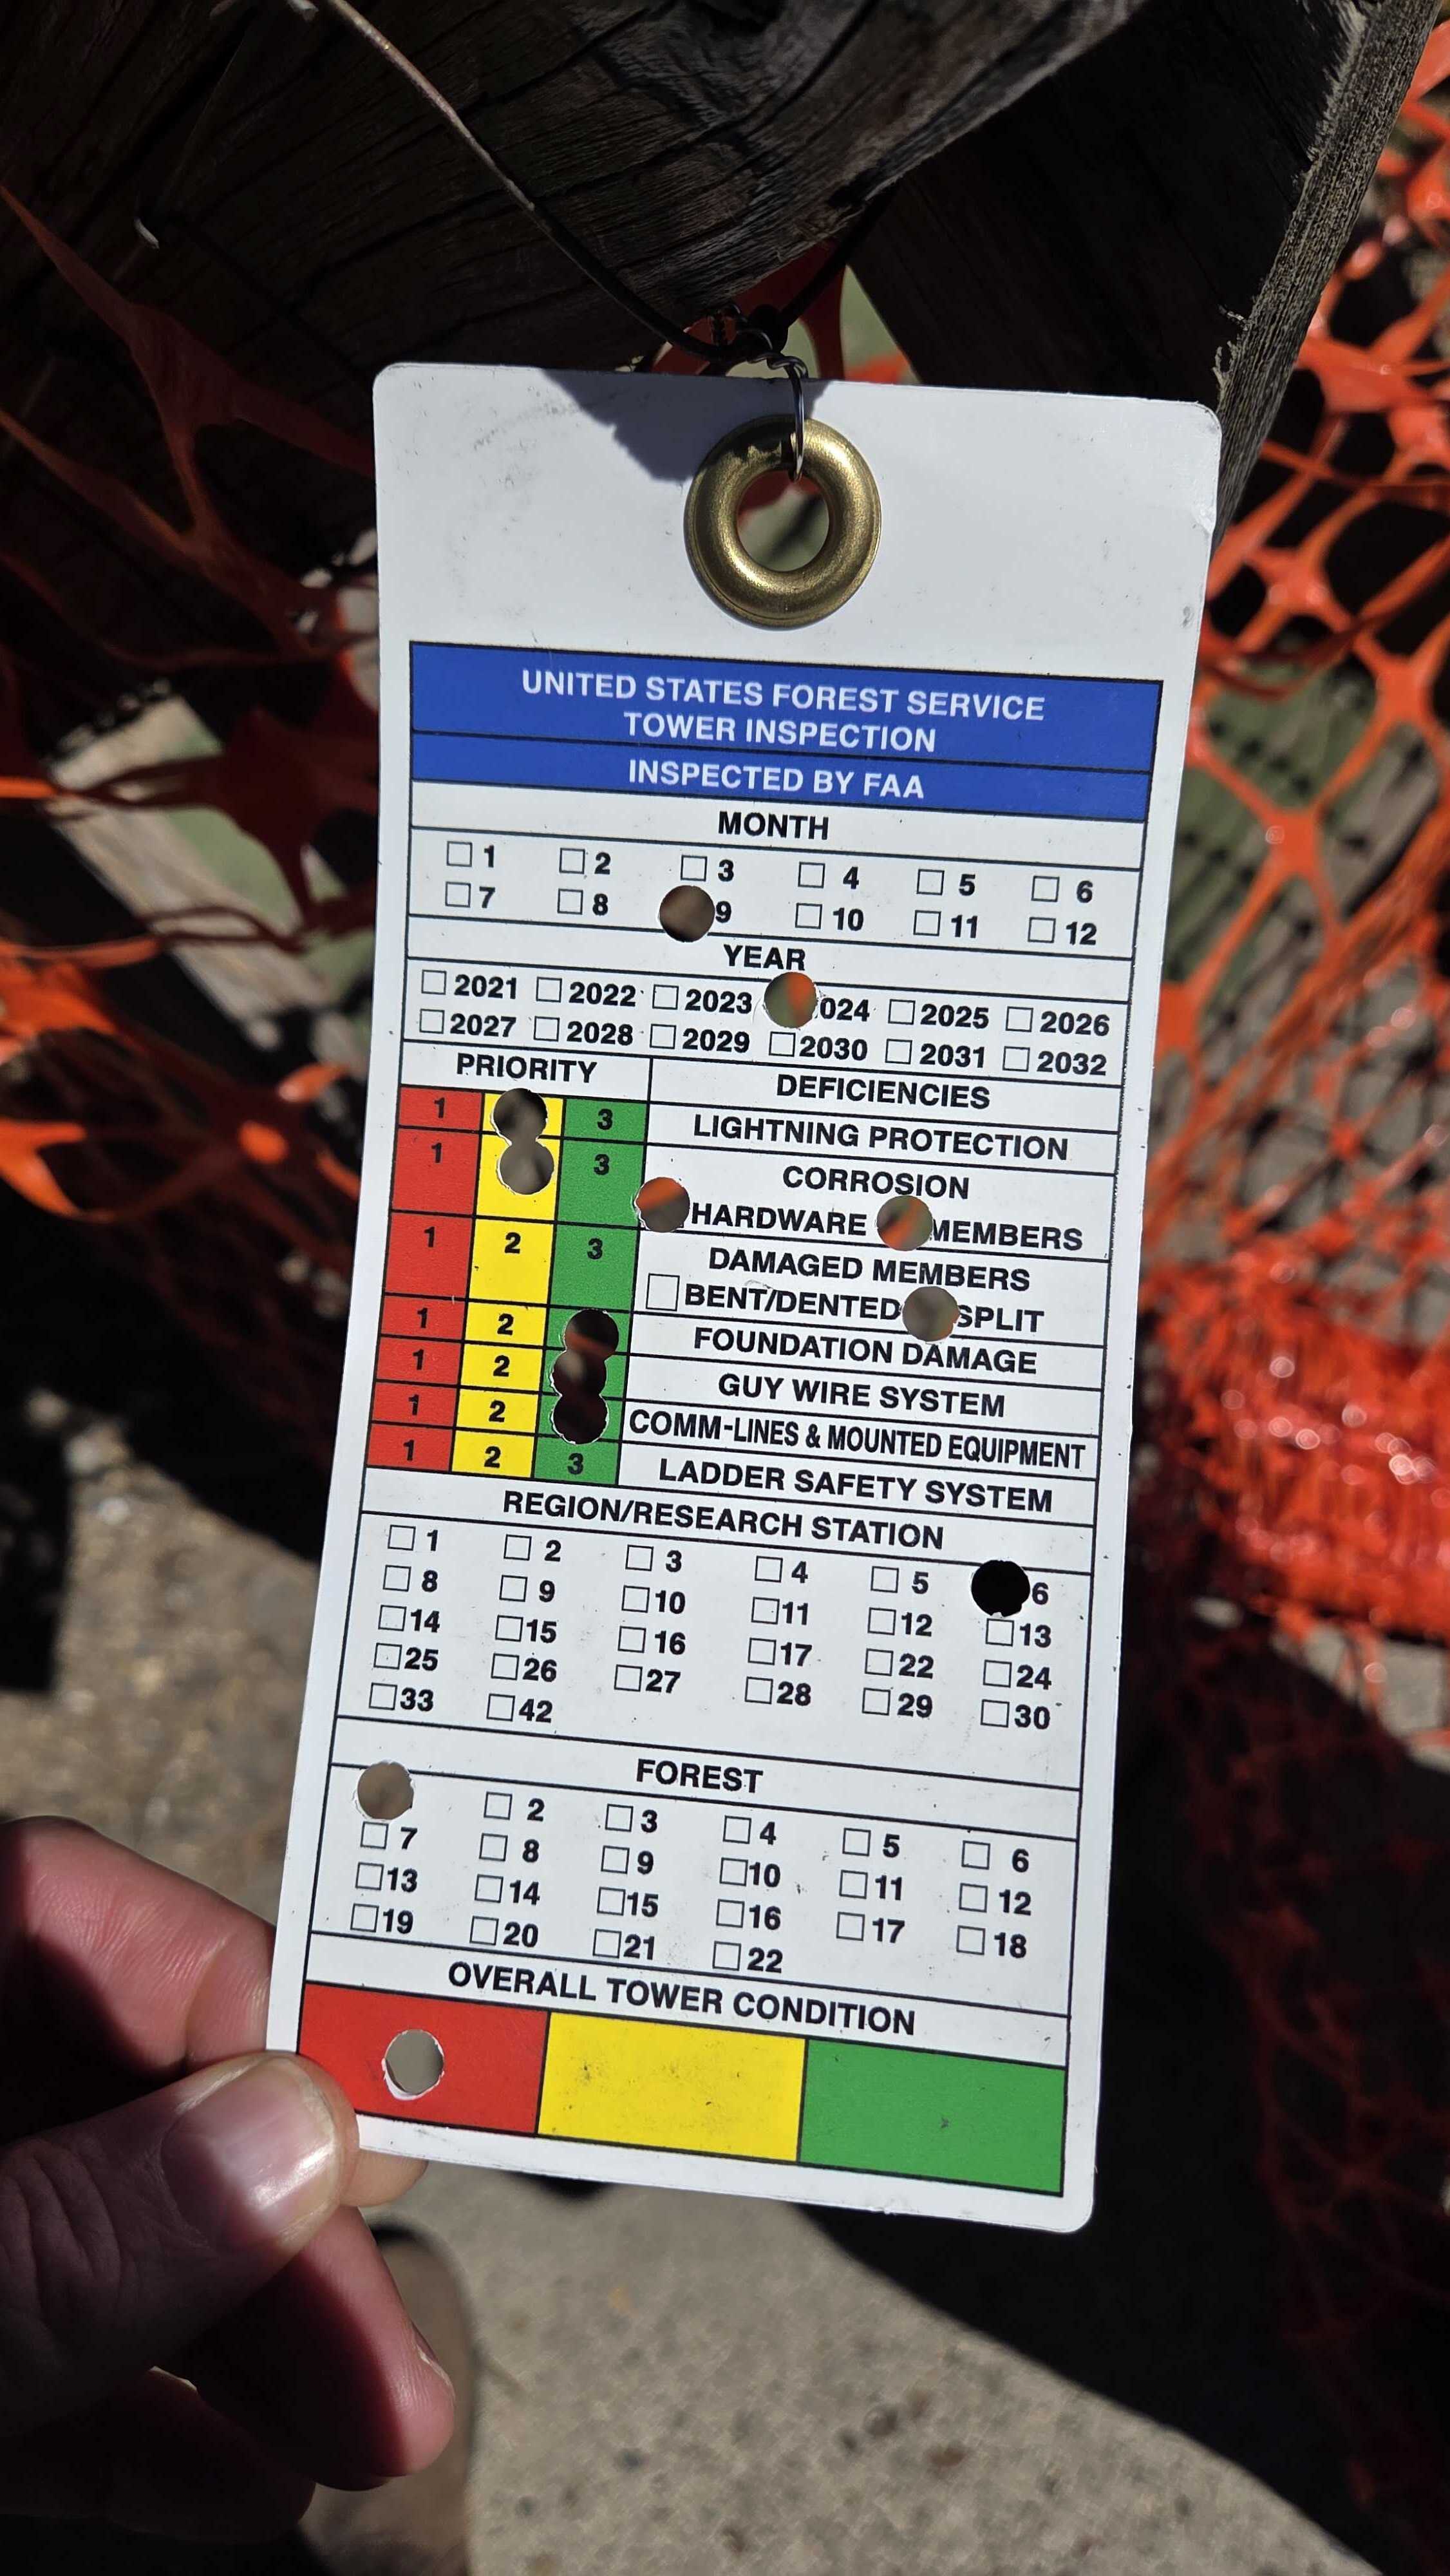 UNITED STATES FOREST SERVICE
TOWER INSPECTION
INSPECTED BY FAA
MONTH
1 2 3 4 5 6
7 8 9 10 11 12
YEAR
2021 2022 2023 024 2025 2026
2027 2028 2029 2030 2031 2032
PRIORITY DEFICIENCIES
1 3 LIGHTNING PROTECTION
1 3 CORROSION
HARDWARE MEMBERS
1 2 3 DAMAGED MEMBERS
BENT/DENTED SPLIT
1 2 FOUNDATION DAMAGE
1 2 GUY WIRE SYSTEM
1 2 COMM-LINES & MOUNTED EQUIPMENT
1 2 3 LADDER SAFETY SYSTEM
REGION/RESEARCH STATION
1 2 3 4 5 6
8 9 10 11 12 13
14 15 16 17 22 24
25 26 27 28 29 30
33 42
FOREST
2 3 4 5 6
7 8 9 10 11 12
13 14 15 16 17 18
19 20 21 22
OVERALL TOWER CONDITION